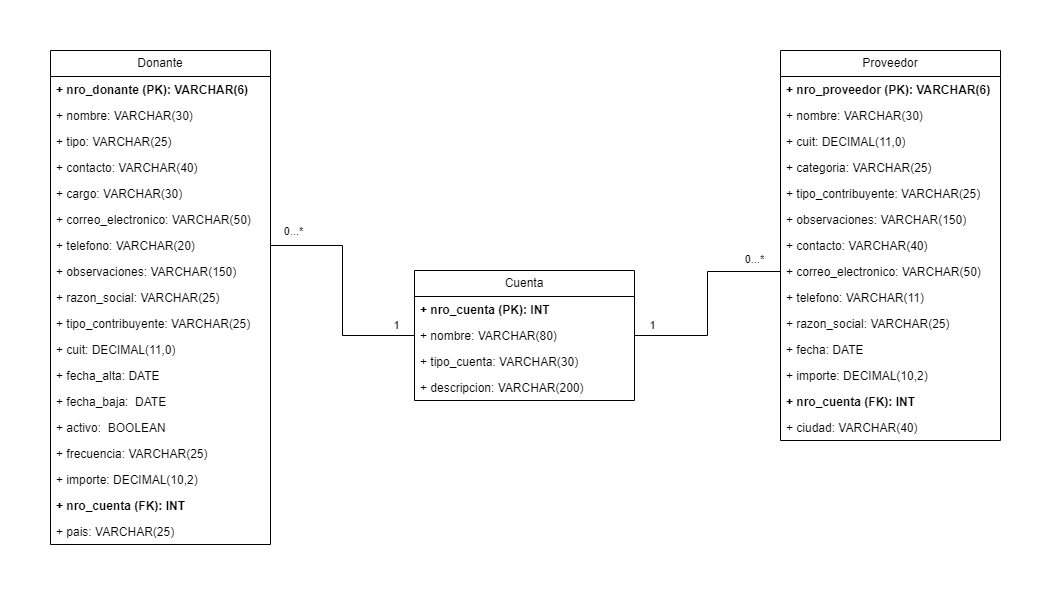 Donante
+ nro_donante (PK): VARCHAR(6)
+ nombre: VARCHAR(30)
+ tipo: VARCHAR(25)
+ contacto: VARCHAR(40)
+ cargo: VARCHAR(30)
+ correo_electronico: VARCHAR(50)
+ telefono: VARCHAR(20)
+ observaciones: VARCHAR(150)
+ razon_social: VARCHAR(25)
+ tipo_contribuyente: VARCHAR(25)
+ cuit: DECIMAL(11,0)
+ fecha_alta: DATE
+ fecha_baja: DATE
+ activo: BOOLEAN
+ frecuencia: VARCHAR(25)
+ importe: DECIMAL(10,2)
+ nro_cuenta (FK): INT
+ pais: VARCHAR(25)
0...*
1
Cuenta
+ nro_cuenta (PK): INT
+ nombre: VARCHAR(80)
+ tipo_cuenta: VARCHAR(30)
+ descripcion: VARCHAR(200)
1
0...*
Proveedor
+ nro_proveedor (PK): VARCHAR(6)
+ nombre: VARCHAR(30)
+ cuit: DECIMAL(11,0)
+ categoria: VARCHAR(25)
+ tipo_contribuyente: VARCHAR(25)
+ observaciones: VARCHAR(150)
+ contacto: VARCHAR(40)
+ correo_electronico: VARCHAR(50)
+ telefono: VARCHAR(11)
+ razon_social: VARCHAR(25)
+ fecha: DATE
+ importe: DECIMAL(10,2)
+ nro_cuenta (FK): INT
+ ciudad: VARCHAR(40)